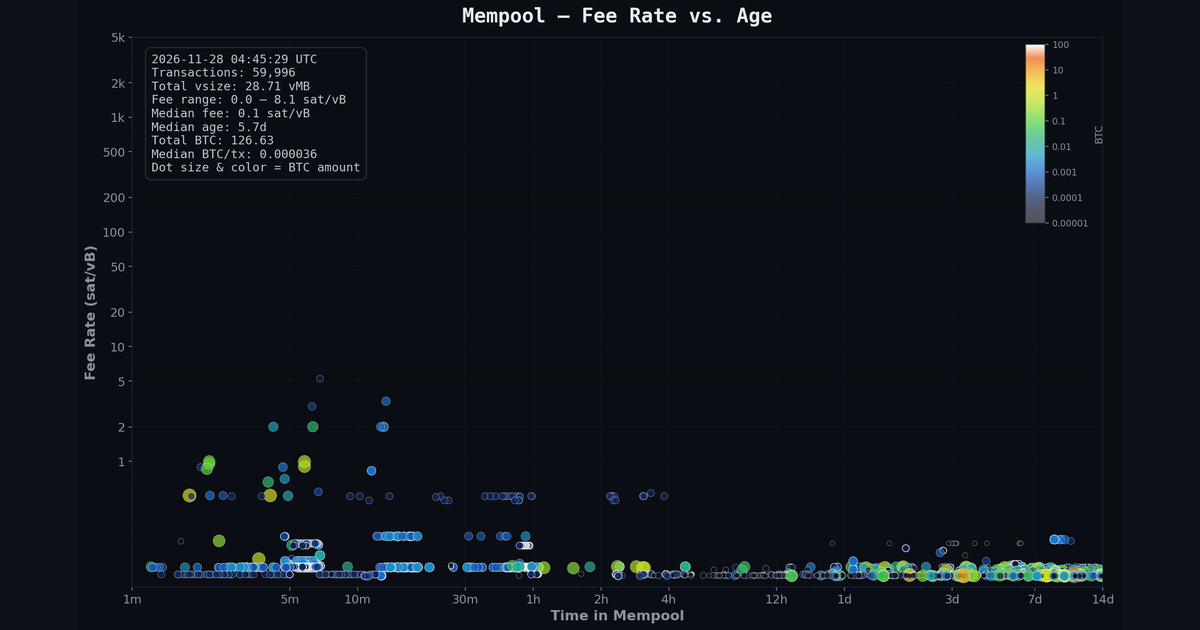 Mempool — Fee Rate vs. Age
5k
2k
1k
500
200
100
50
20
10
5
2
1
Fee Rate (sat/vB)
2026-11-28 04:45:29 UTC
Transactions: 59,996
Total vsize: 28.71 vMB
Fee range: 0.0 — 8.1 sat/vB
Median fee: 0.1 sat/vB
Median age: 5.7d
Total BTC: 126.63
Median BTC/tx: 0.000036
Dot size & color = BTC amount
100
10
1
0.1
0.01
0.001
0.0001
0.00001
BTC
1m 5m 10m 30m 1h 2h 4h 12h 1d 3d 7d 14d
Time in Mempool